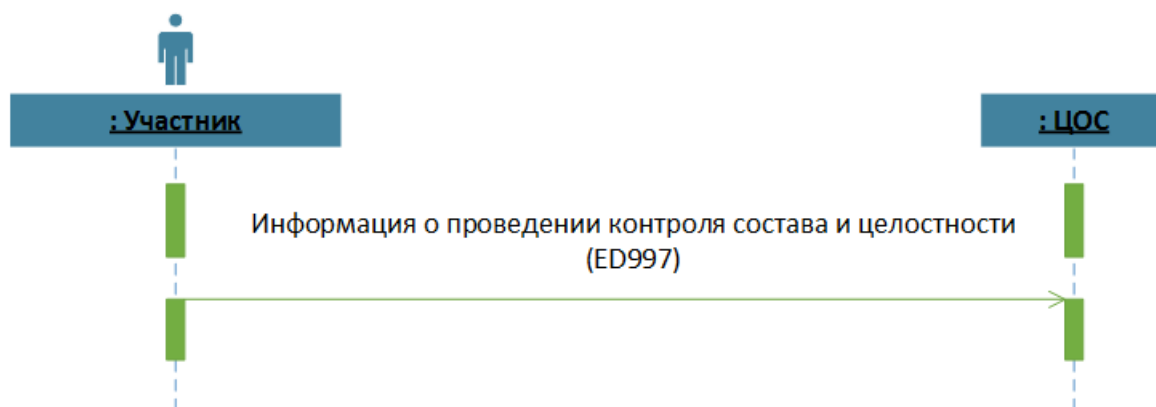 : Участник
: ЦОС
Информация о проведении контроля состава и целостности
(ED997)